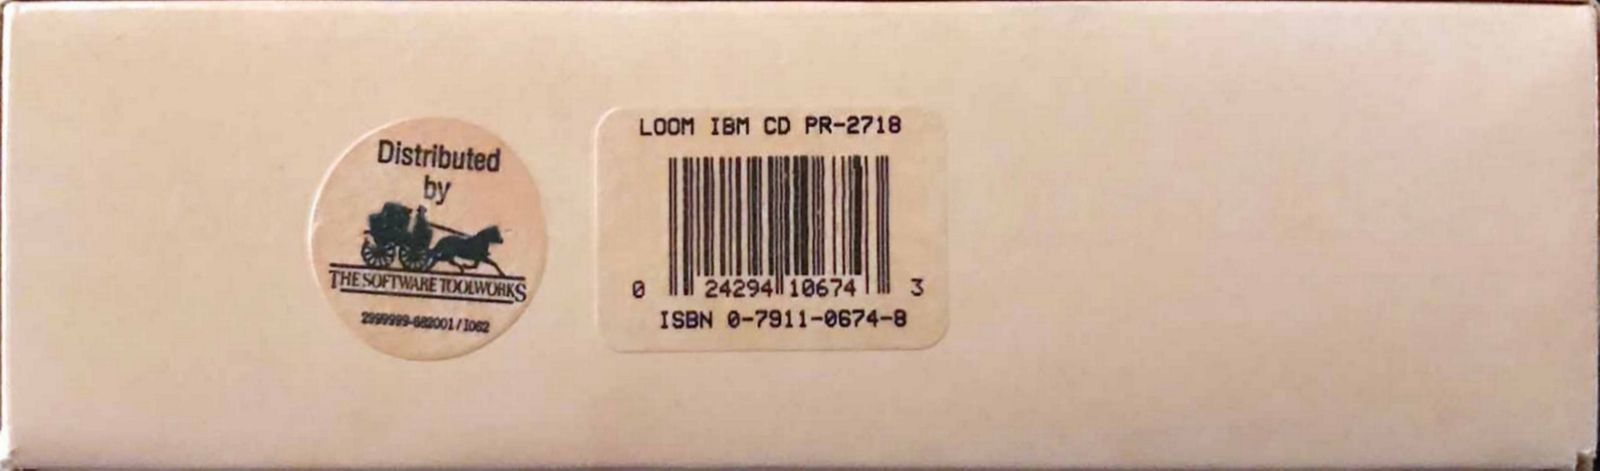 Distributed
by
THE SOFTWARE TOOLWORKS
2999999-682001/I062
LOOM IBM CD PR-2718
0 24294 10674 3
ISBN 0-7911-0674-8